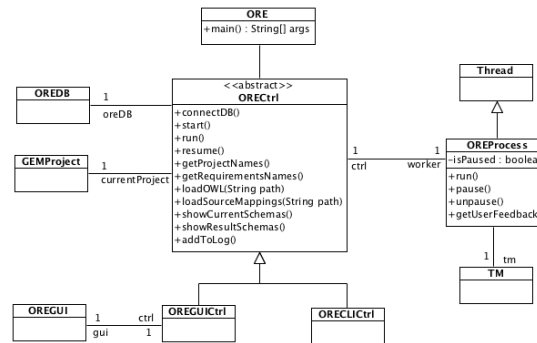 ORE
+main() : String[] args
<<abstract>>
ORECtrl
+connectDB()
+start()
+run()
+resume()
+getProjectNames()
+getRequirementsNames()
+loadOWL(String path)
+loadSourceMappings(String path)
+showCurrentSchemas()
+showResultSchemas()
+addToLog()
OREDB
1
oreDB
GEMProject
1
currentProject
Thread
OREProcess
-isPaused : boolea
+run()
+pause()
+unpause()
+getUserFeedback
1
ctrl
1
worker
1
tm
TM
OREGUI
1
gui
ctrl
1
OREGUICtrl
ORECLICtrl